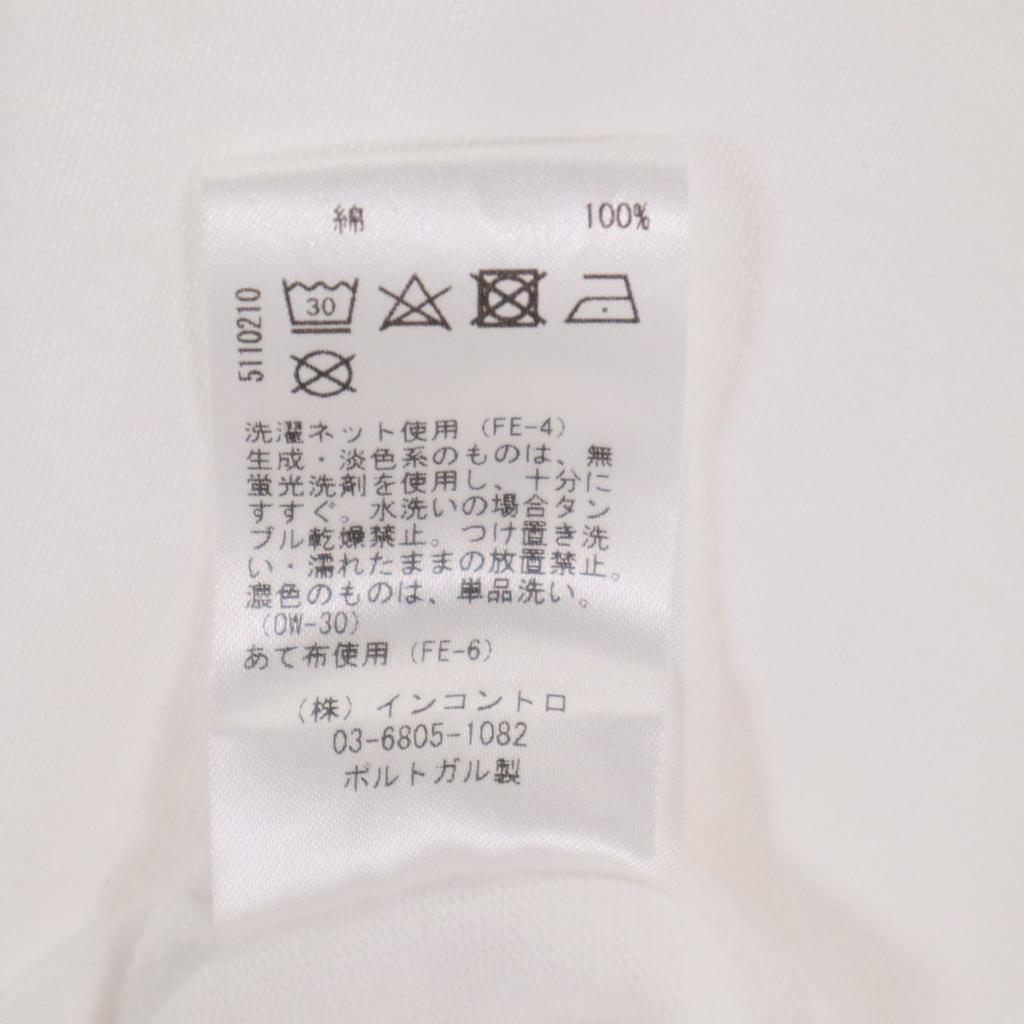 綿 100%
5110210
30
洗濯ネット使用（FE-4）
生成・淡色系のものは、無
蛍光洗剤を使用し、十分に
すすぐ。水洗いの場合タン
ブル乾燥禁止。つけ置き洗
い・濡れたままの放置禁止。
濃色のものは、単品洗い。
（OW-30）
あて布使用（FE-6）
（株）インコントロ
03-6805-1082
ポルトガル製